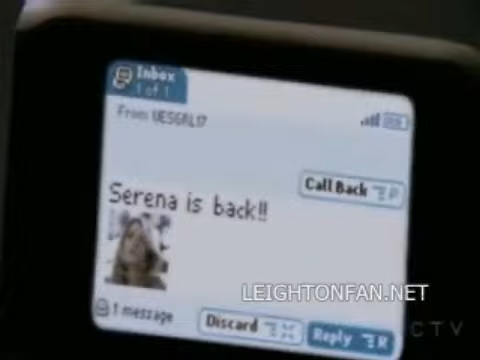 Inbox
1 of 1
From: UESGRL17
Call Back
Serena is back!!
LEIGHTONFAN.NET
1 message
Discard
Reply
CTV